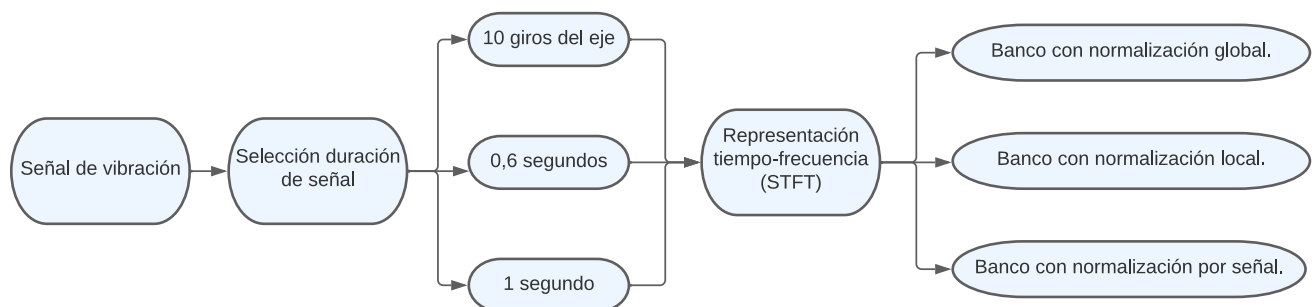 Señal de vibración
Selección duración
de señal
10 giros del eje
0,6 segundos
1 segundo
Representación
tiempo-frecuencia
(STFT)
Banco con normalización global.
Banco con normalización local.
Banco con normalización por señal.